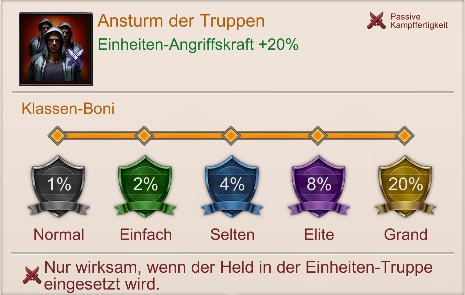 Ansturm der Truppen
Passive
Kampffertigkeit
Einheiten-Angriffskraft +20%
Klassen-Boni
1% 2% 4% 8% 20%
Normal Einfach Selten Elite Grand
Nur wirksam, wenn der Held in der Einheiten-Truppe
eingesetzt wird.